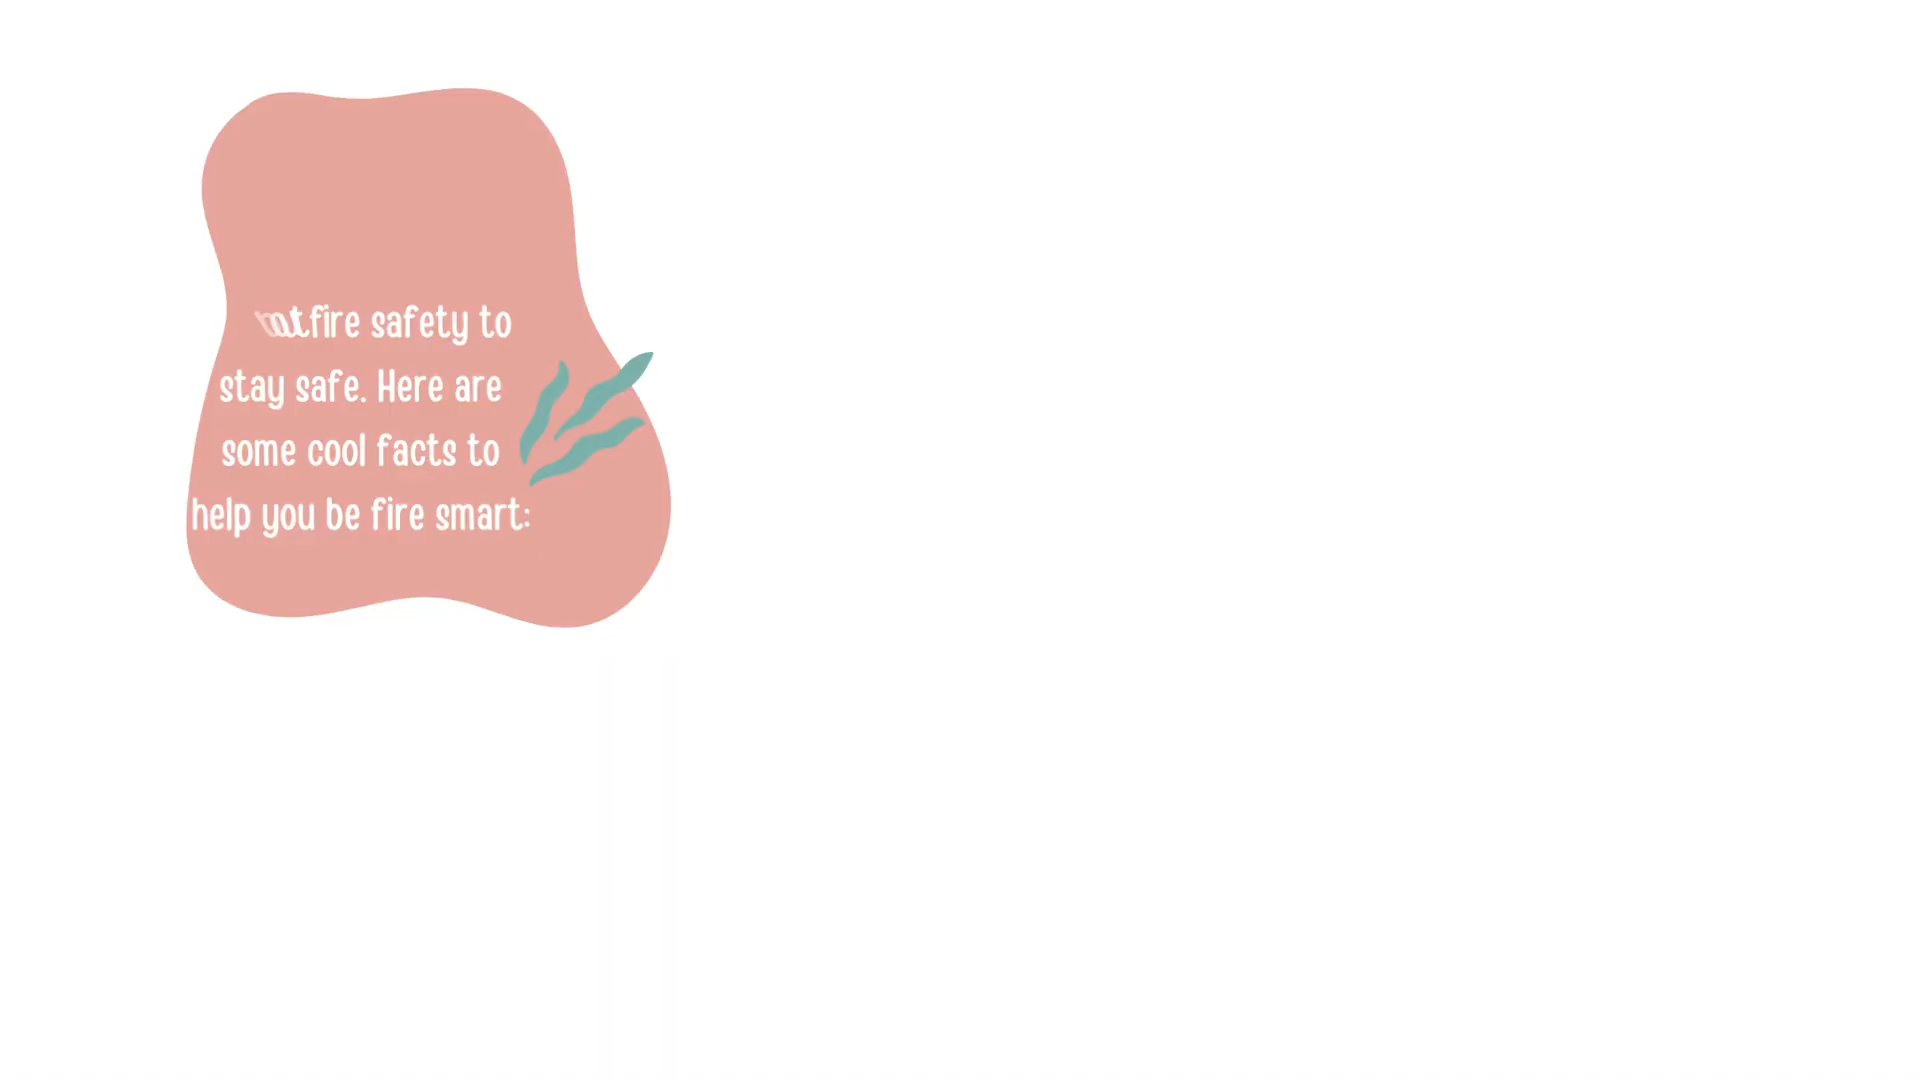 fire safety to
stay safe. Here are
some cool facts to
help you be fire smart: